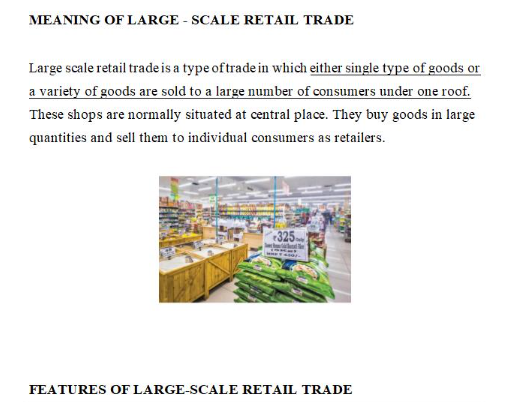 MEANING OF LARGE - SCALE RETAIL TRADE
Large scale retail trade is a type of trade in which either single type of goods or
a variety of goods are sold to a large number of consumers under one roof.
These shops are normally situated at central place. They buy goods in large
quantities and sell them to individual consumers as retailers.
₹325
FEATURES OF LARGE-SCALE RETAIL TRADE